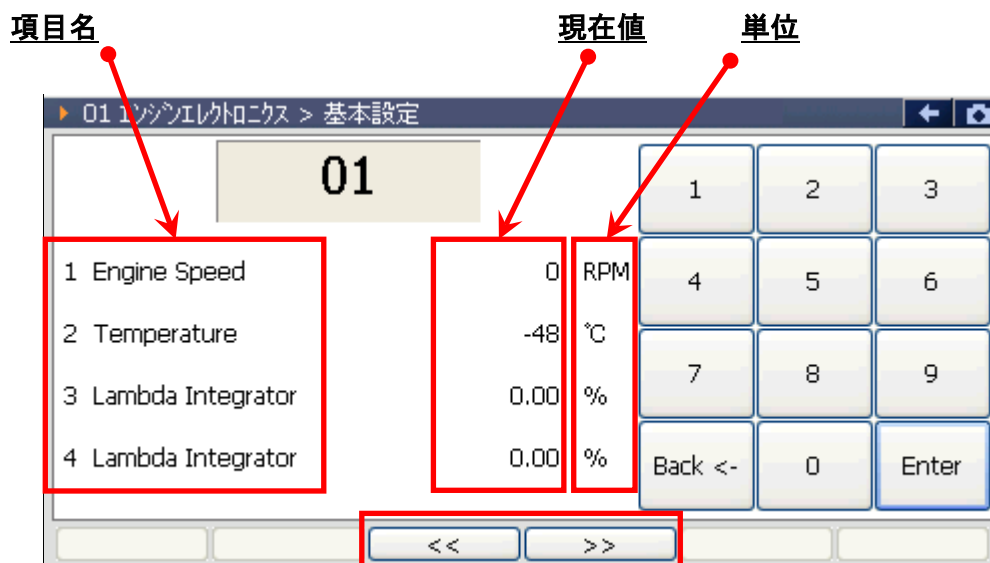 項目名 現在値 単位
01 エンジンエレクトロニクス > 基本設定
01
1 Engine Speed 0 RPM
2 Temperature -48 ℃
3 Lambda Integrator 0.00 %
4 Lambda Integrator 0.00 %
1 2 3
4 5 6
7 8 9
Back <- 0 Enter
<< >>